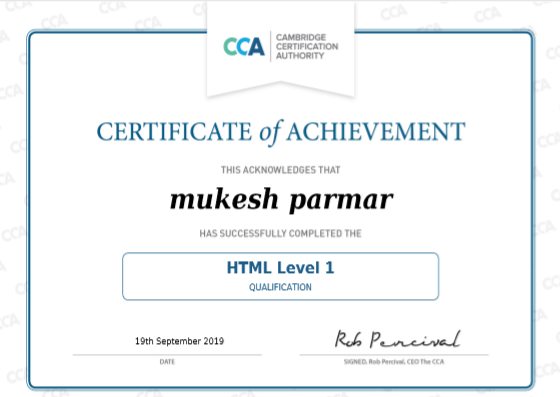 CCA
CAMBRIDGE
CERTIFICATION
AUTHORITY
CERTIFICATE of ACHIEVEMENT
THIS ACKNOWLEDGES THAT
mukesh parmar
HAS SUCCESSFULLY COMPLETED THE
HTML Level 1
QUALIFICATION
19th September 2019
Rob Percival
DATE
SIGNED, Rob Percival, CEO The CCA